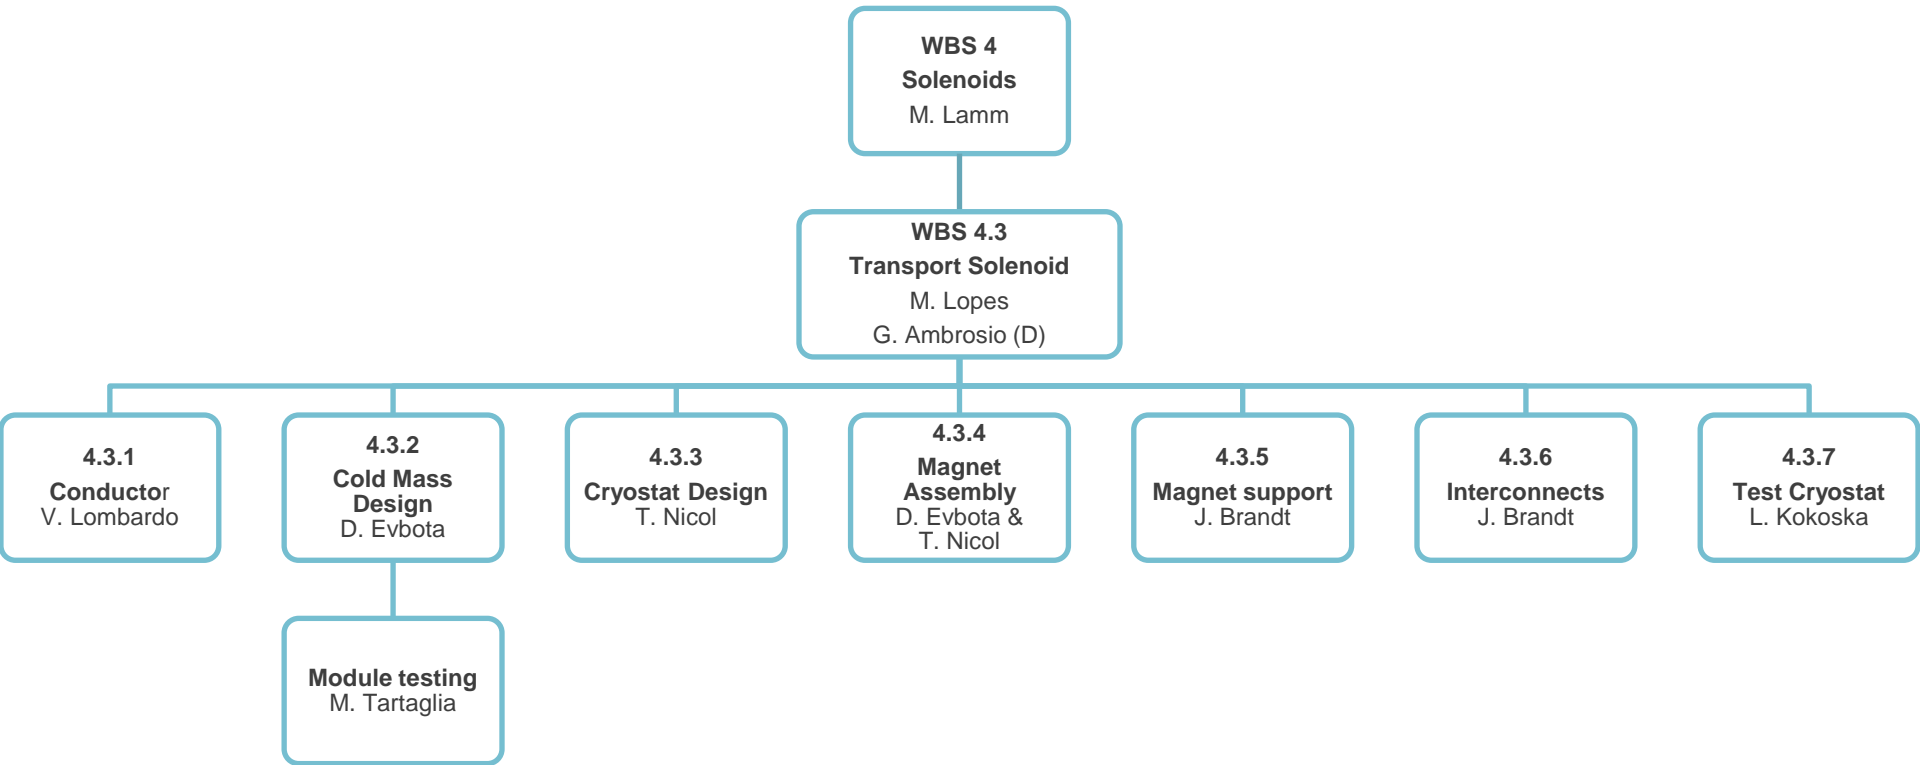 WBS 4
Solenoids
M. Lamm
WBS 4.3
Transport Solenoid
M. Lopes
G. Ambrosio (D)
4.3.1
Conductor
V. Lombardo
4.3.2
Cold Mass
Design
D. Evbota
4.3.3
Cryostat Design
T. Nicol
4.3.4
Magnet
Assembly
D. Evbota &
T. Nicol
4.3.5
Magnet support
J. Brandt
4.3.6
Interconnects
J. Brandt
4.3.7
Test Cryostat
L. Kokoska
Module testing
M. Tartaglia